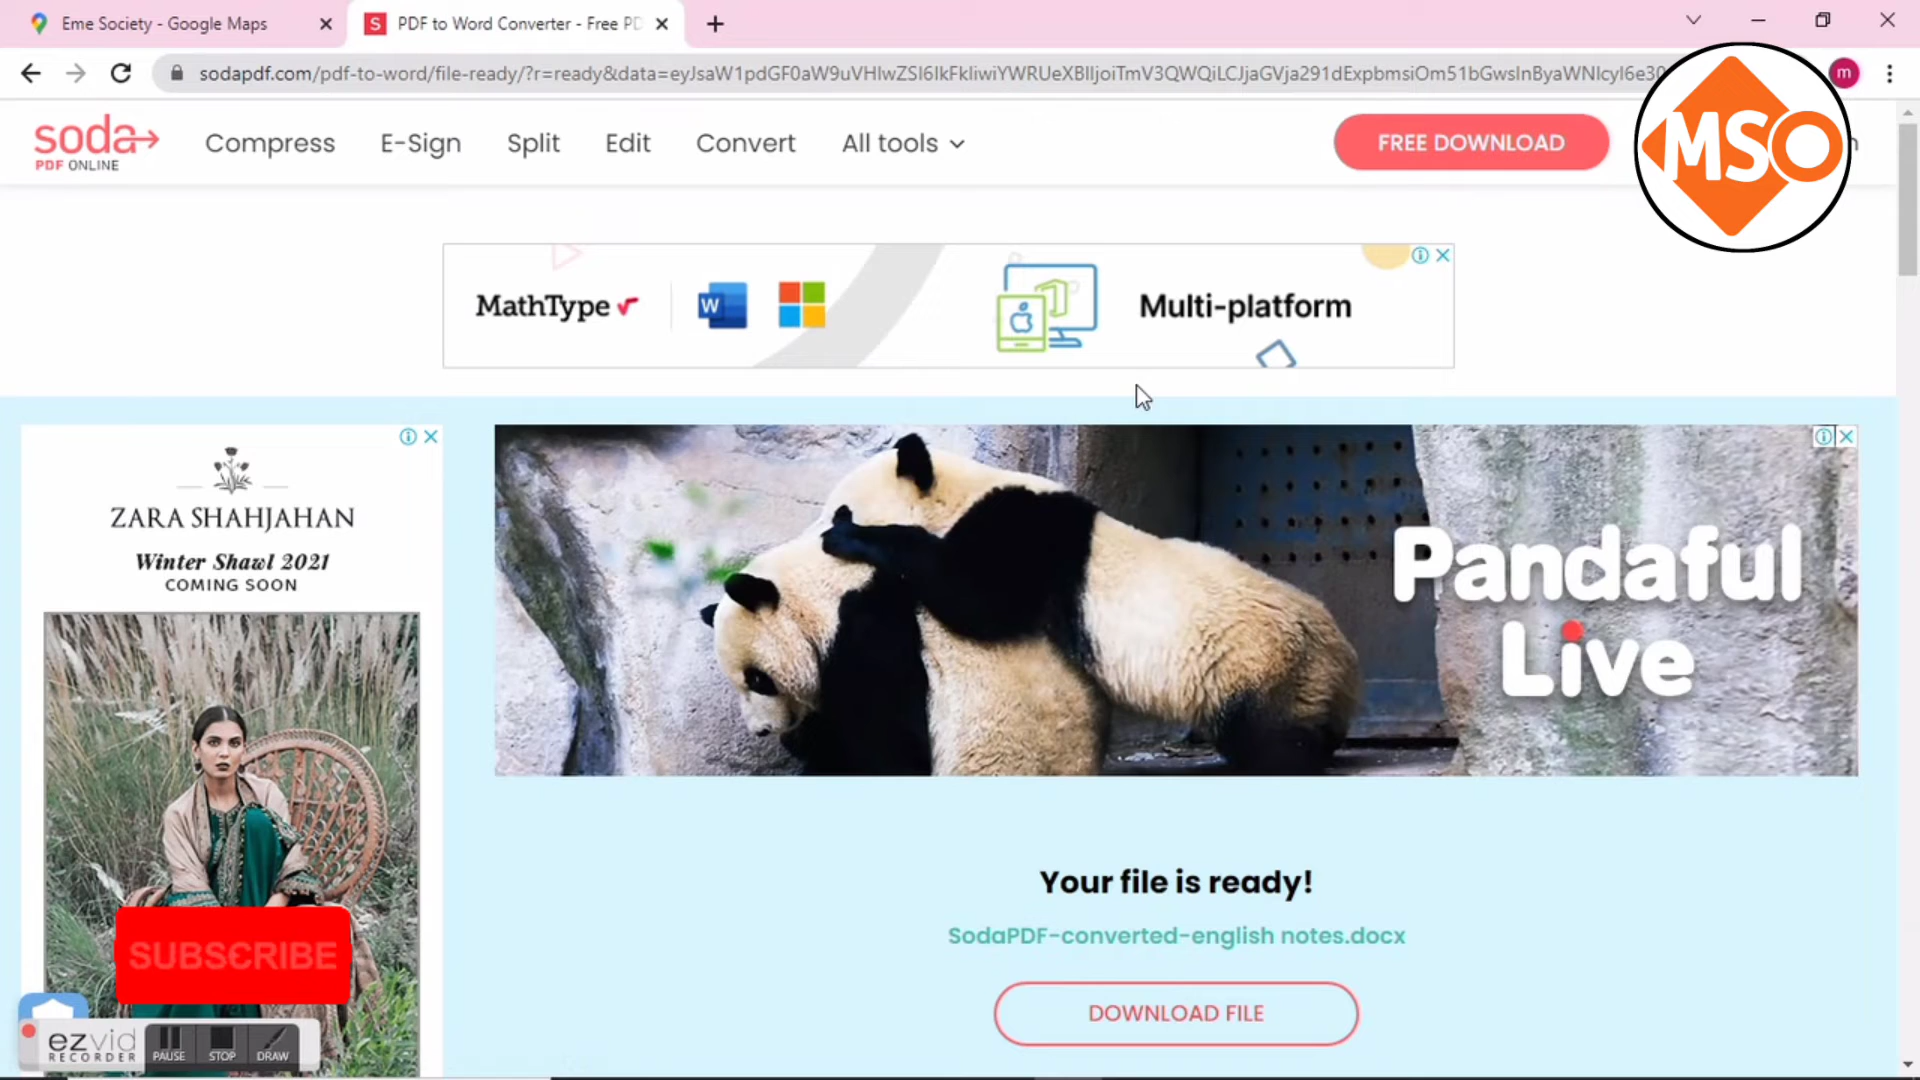 Eme Society - Google Maps
PDF to Word Converter - Free PD
sodapdf.com/pdf-to-word/file-ready/?r=ready&data=
m
soda
PDF ONLINE
Compress
E-Sign
Split
Edit
Convert
All tools
FREE DOWNLOAD
MSO
MathType
W
Multi-platform
ZARA SHAHJAHAN
Winter Shawl 2021
COMING SOON
Pandaful
Live
Your file is ready!
SodaPDF-converted-english notes.docx
DOWNLOAD FILE
SUBSCRIBE
ezvid
RECORDER
PAUSE
STOP
DRAW